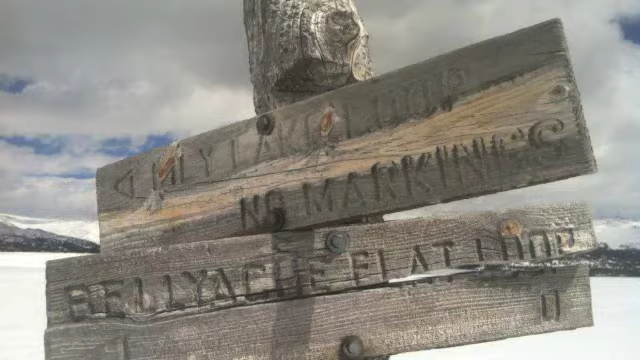 LILY LAKE LOOP
NO MARKINGS
BELLYACHE FLAT LOOP